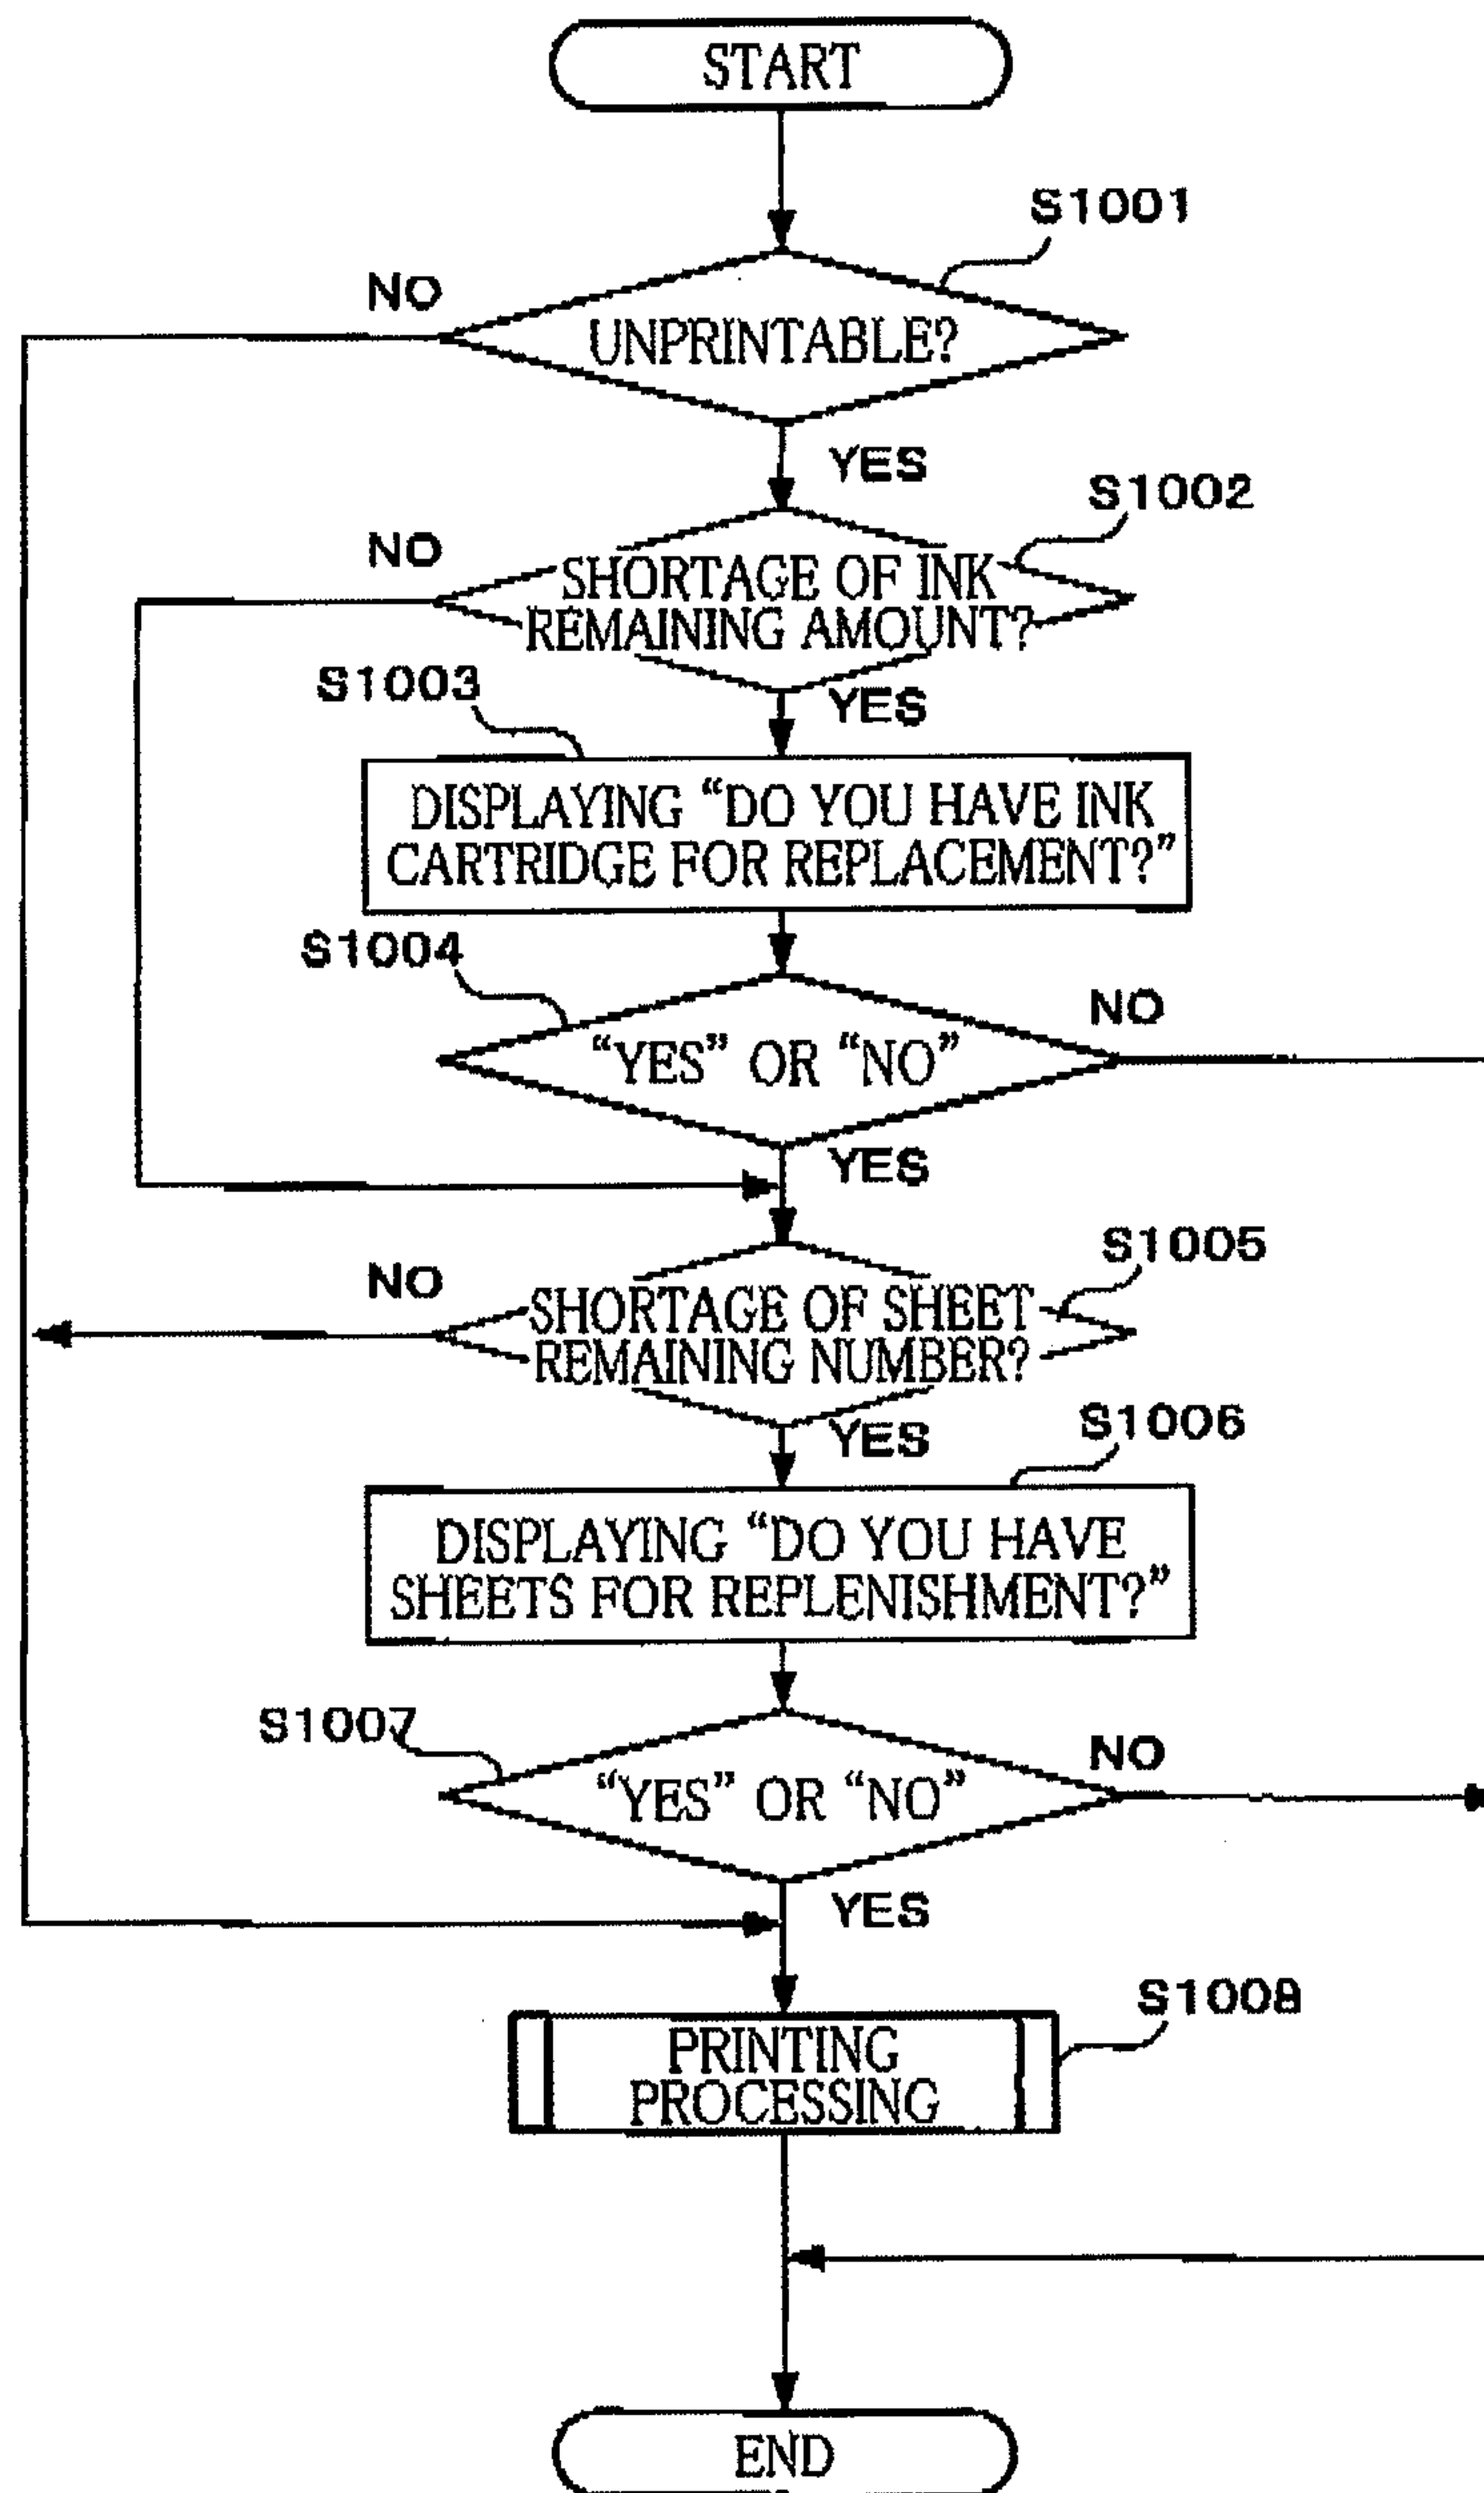 START
S1001
NO
UNPRINTABLE?
YES
S1002
NO
SHORTAGE OF INK
REMAINING AMOUNT?
S1003
YES
DISPLAYING “DO YOU HAVE INK
CARTRIDGE FOR REPLACEMENT?”
S1004
NO
“YES” OR “NO”
YES
S1005
NO
SHORTAGE OF SHEET
REMAINING NUMBER?
S1006
YES
DISPLAYING “DO YOU HAVE
SHEETS FOR REPLENISHMENT?”
S1007
NO
“YES” OR “NO”
YES
S1008
PRINTING
PROCESSING
END